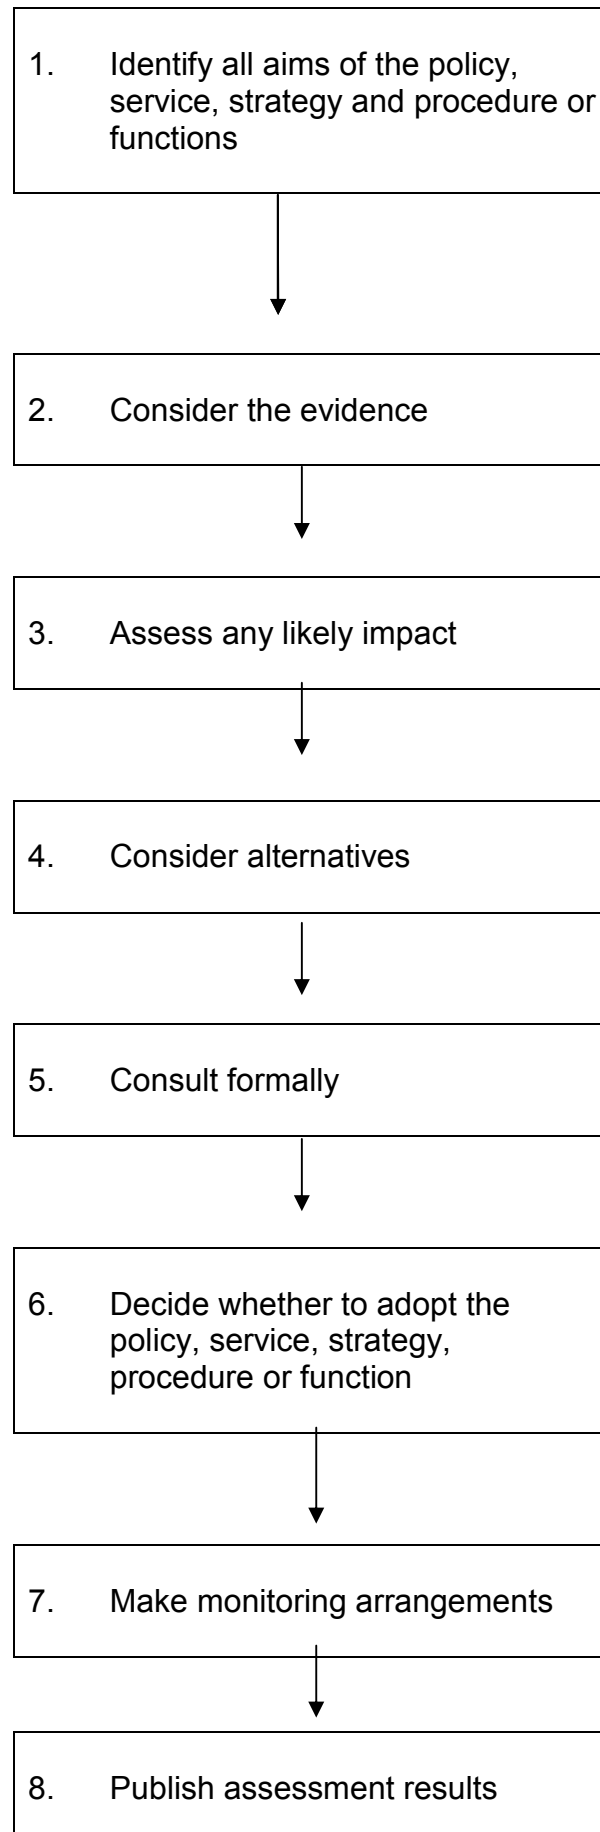 1. Identify all aims of the policy,
service, strategy and procedure or
functions
2. Consider the evidence
3. Assess any likely impact
4. Consider alternatives
5. Consult formally
6. Decide whether to adopt the
policy, service, strategy,
procedure or function
7. Make monitoring arrangements
8. Publish assessment results